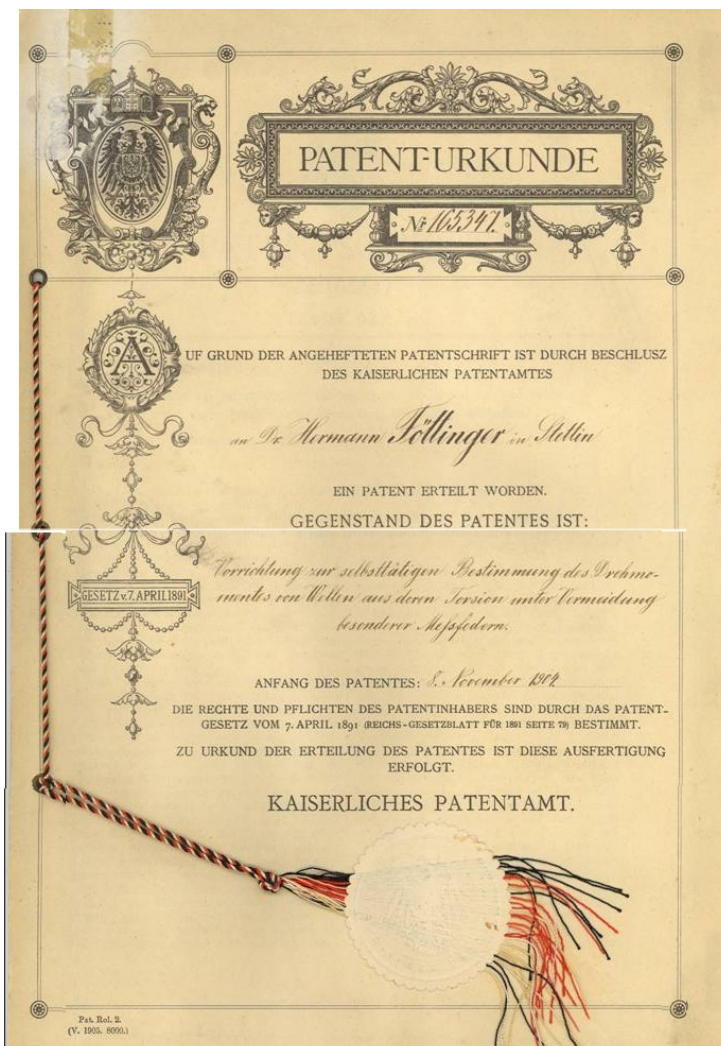 PATENT-URKUNDE
No 165347.
AUF GRUND DER ANGEHEFTETEN PATENTSCHRIFT IST DURCH BESCHLUSZ
DES KAISERLICHEN PATENTAMTES
an Dr. Hermann Föttinger in Stettin
EIN PATENT ERTEILT WORDEN.
GEGENSTAND DES PATENTES IST:
Vorrichtung zur selbsttätigen Bestimmung des Drehmo-
mentes von Wellen aus deren Torsion unter Vermeidung
besonderer Meßfedern.
GESETZ v. 7. APRIL 1891
ANFANG DES PATENTES: 8. November 1904
DIE RECHTE UND PFLICHTEN DES PATENTINHABERS SIND DURCH DAS PATENT-
GESETZ VOM 7. APRIL 1891 (REICHS-GESETZBLATT FÜR 1891 SEITE 79) BESTIMMT.
ZU URKUND DER ERTEILUNG DES PATENTES IST DIESE AUSFERTIGUNG
ERFOLGT.
KAISERLICHES PATENTAMT.
Pat. Rol. 2.
(V. 1905. 8000.)